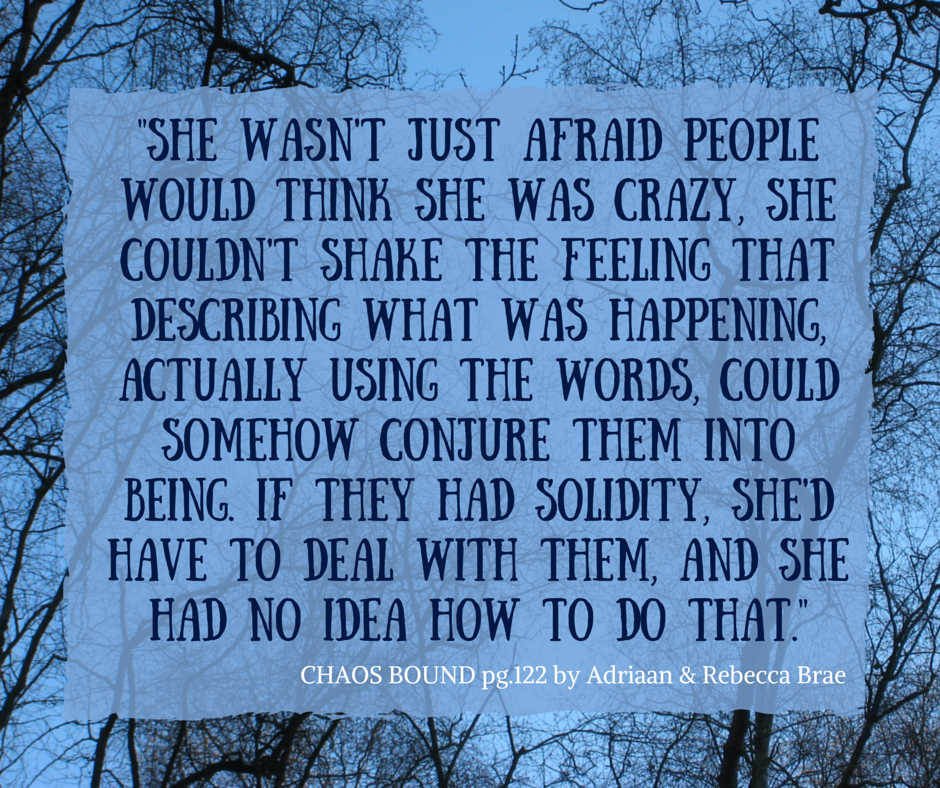 "SHE WASN'T JUST AFRAID PEOPLE
WOULD THINK SHE WAS CRAZY, SHE
COULDN'T SHAKE THE FEELING THAT
DESCRIBING WHAT WAS HAPPENING,
ACTUALLY USING THE WORDS, COULD
SOMEHOW CONJURE THEM INTO
BEING. IF THEY HAD SOLIDITY, SHE'D
HAVE TO DEAL WITH THEM, AND SHE
HAD NO IDEA HOW TO DO THAT."
CHAOS BOUND pg.122 by Adriaan & Rebecca Brae